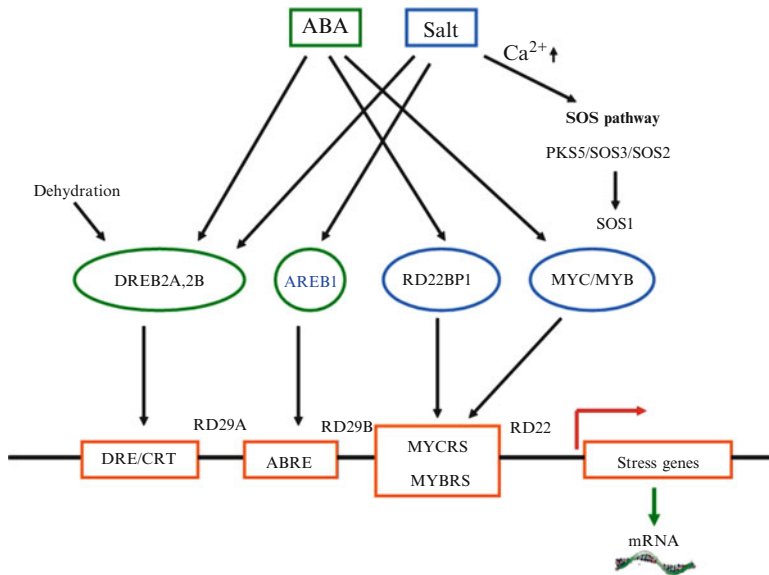 ABA
Salt
Ca2+
SOS pathway
PKS5/SOS3/SOS2
Dehydration
SOS1
DREB2A,2B
AREB1
RD22BP1
MYC/MYB
RD29A
RD29B
RD22
DRE/CRT
ABRE
MYCRS
MYBRS
Stress genes
mRNA